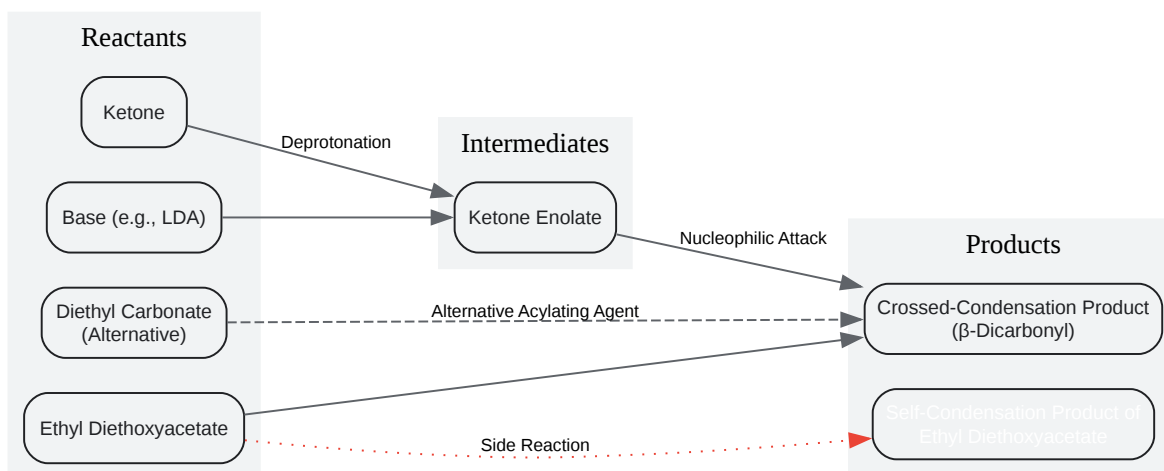 Reactants
Ketone
Deprotonation
Intermediates
Base (e.g., LDA)
Ketone Enolate
Nucleophilic Attack
Products
Diethyl Carbonate
(Alternative)
Alternative Acylating Agent
Crossed-Condensation Product
(β-Dicarbonyl)
Ethyl Diethoxyacetate
Side Reaction
Self-Condensation Product of
Ethyl Diethoxyacetate